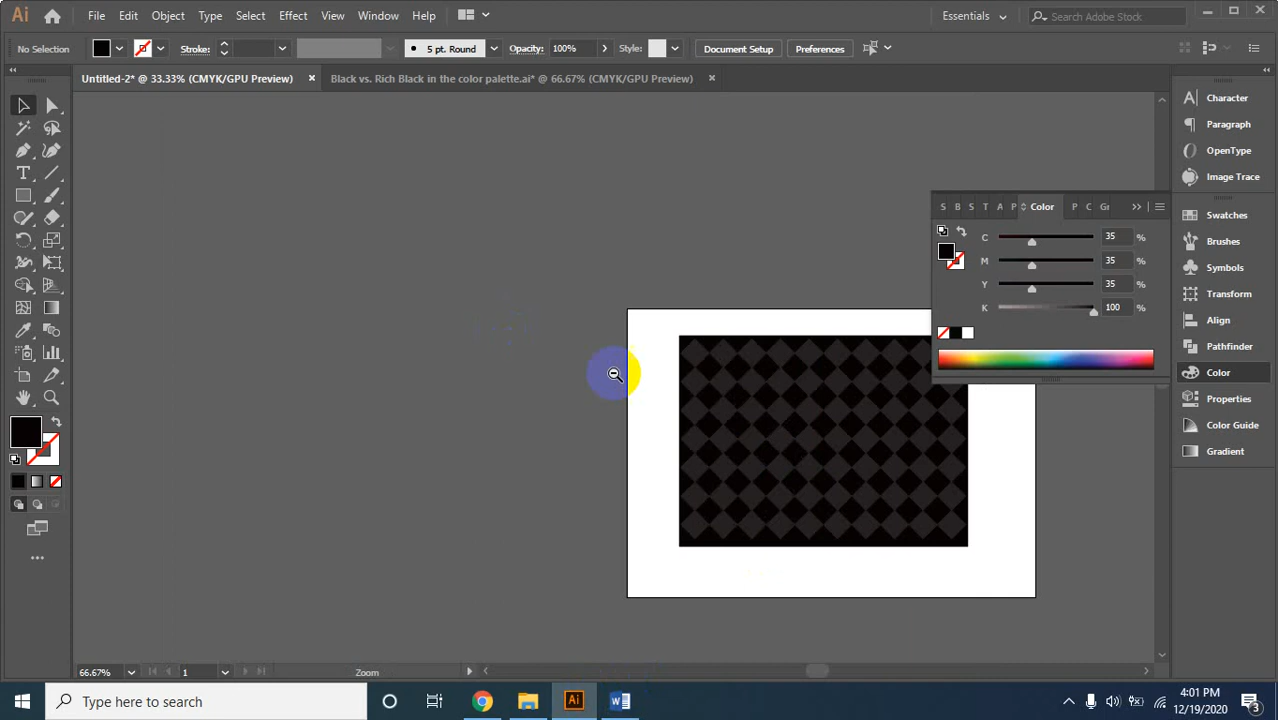 Ai File Edit Object Type Select Effect View Window Help Essentials Search Adobe Stock
No Selection Stroke: 5 pt. Round Opacity: 100% Style: Document Setup Preferences
Untitled-2* @ 33.33% (CMYK/GPU Preview) × Black vs. Rich Black in the color palette.ai* @ 66.67% (CMYK/GPU Preview) ×
Character
Paragraph
OpenType
Image Trace
S B S T A P Color P C Gr
C 35 %
M 35 %
Y 35 %
K 100 %
Swatches
Brushes
Symbols
Transform
Align
Pathfinder
Color
Properties
Color Guide
Gradient
66.67% 1 Zoom
Type here to search
Ai
4:01 PM
12/19/2020
3